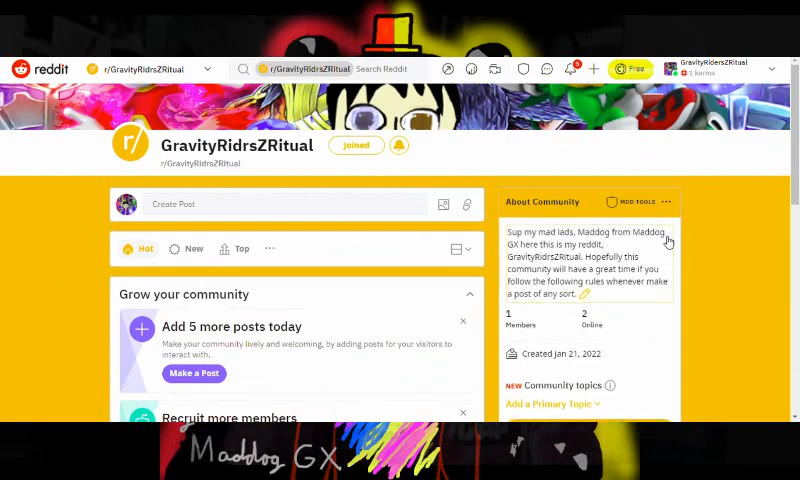 reddit
r/GravityRidrsZRitual
r/GravityRidrsZRitual Search Reddit
5
Free
GravityRidersZRitual
1 karma
r/
GravityRidrsZRitual
Joined
r/GravityRidrsZRitual
Create Post
Hot New Top ...
Grow your community
Add 5 more posts today
Make your community lively and welcoming, by adding posts for your visitors to
interact with.
Make a Post
Recruit more members
About Community
MOD TOOLS ...
Sup my mad lads, Maddog from Maddog
GX here this is my reddit,
GravityRidrsZRitual. Hopefully this
community will have a great time if you
follow the following rules whenever make
a post of any sort.
1 2
Members Online
Created Jan 21, 2022
NEW Community topics
Add a Primary Topic
Maddog GX